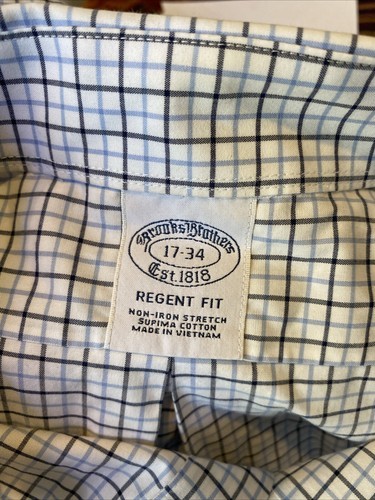 Brooks Brothers
17-34
Est. 1818
REGENT FIT
NON-IRON STRETCH
SUPIMA COTTON
MADE IN VIETNAM